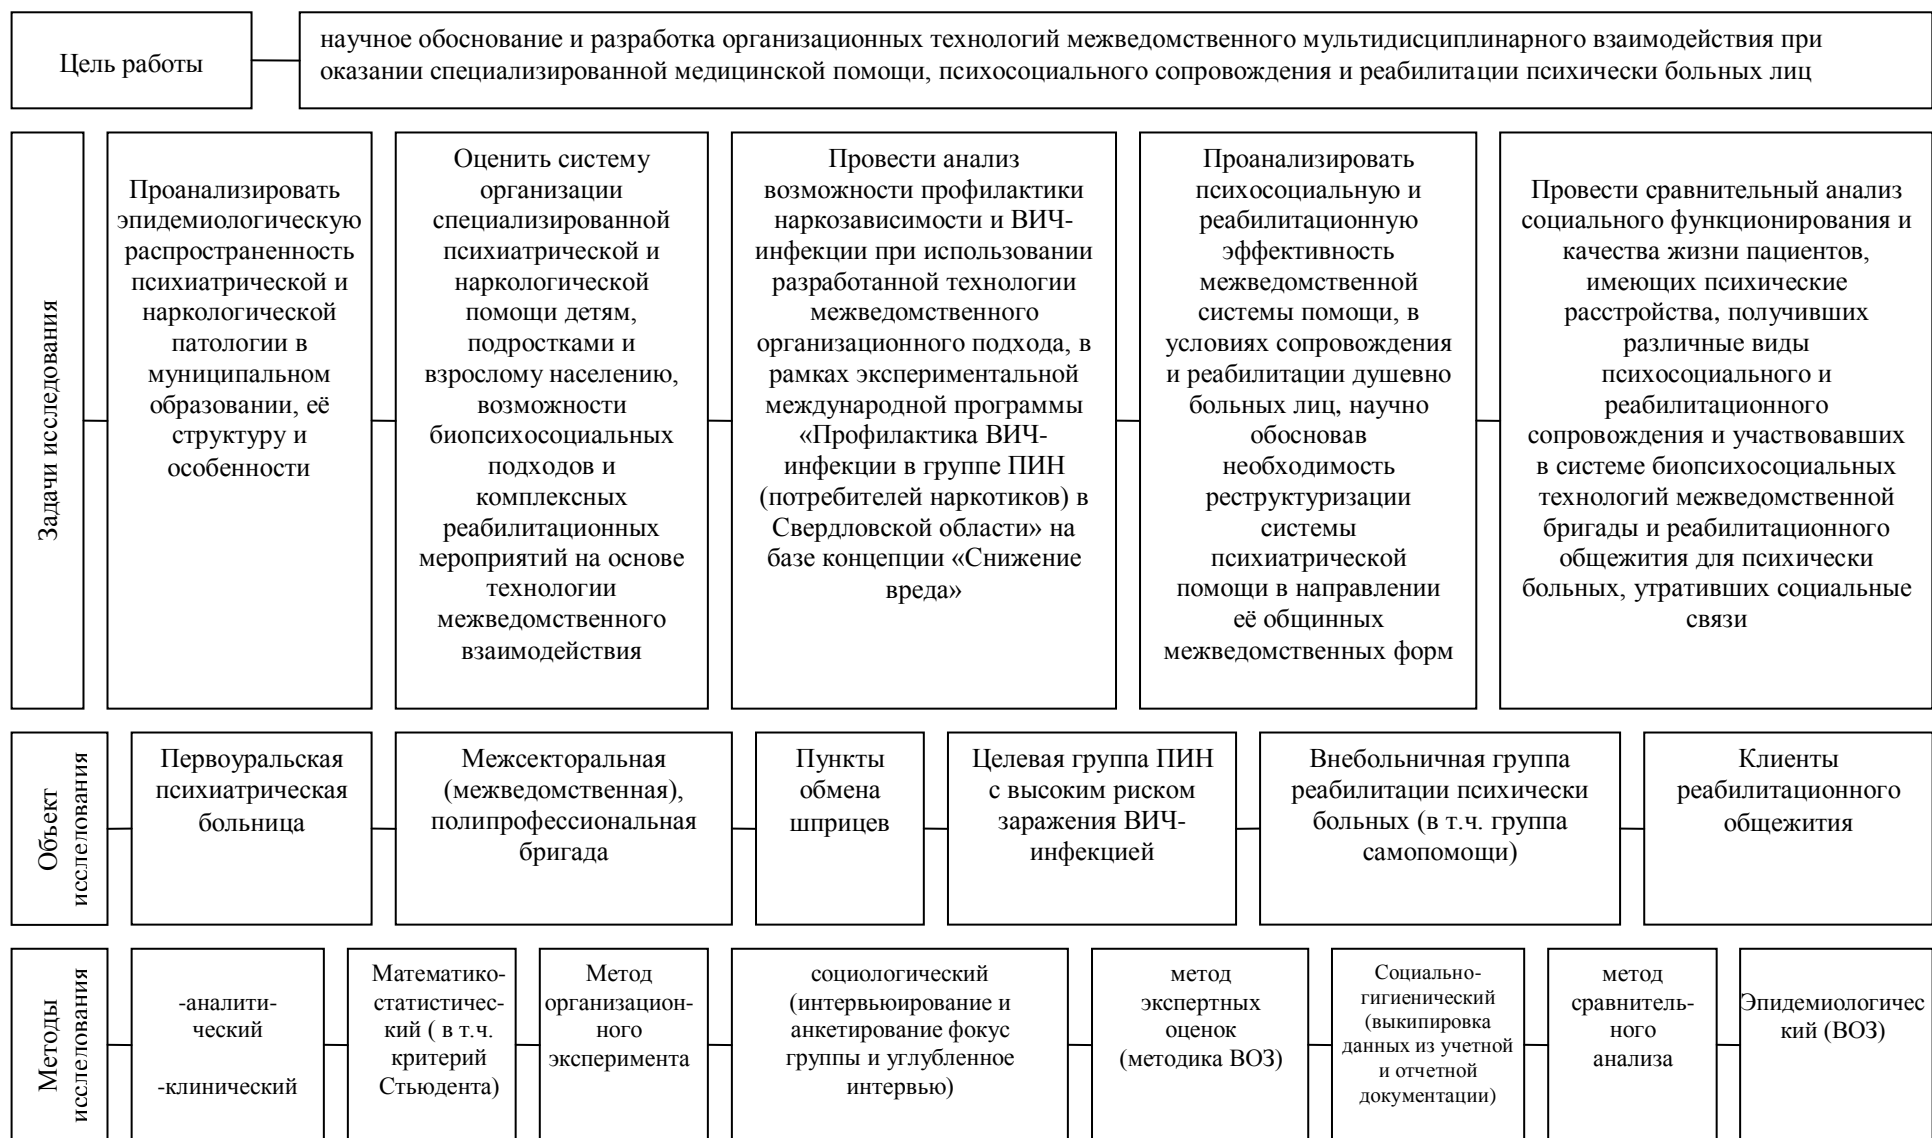 Цель работы
научное обоснование и разработка организационных технологий межведомственного мультидисциплинарного взаимодействия при
оказании специализированной медицинской помощи, психосоциального сопровождения и реабилитации психически больных лиц
Задачи исследования
Проанализировать
эпидемиологическую
распространенность
психиатрической и
наркологической
патологии в
муниципальном
образовании, её
структуру и
особенности
Оценить систему
организации
специализированной
психиатрической и
наркологической
помощи детям,
подростками и
взрослому населению,
возможности
биопсихосоциальных
подходов и
комплексных
реабилитационных
мероприятий на основе
технологии
межведомственного
взаимодействия
Провести анализ
возможности профилактики
наркозависимости и ВИЧ-
инфекции при использовании
разработанной технологии
межведомственного
организационного подхода, в
рамках экспериментальной
международной программы
«Профилактика ВИЧ-
инфекции в группе ПИН
(потребителей наркотиков) в
Свердловской области» на
базе концепции «Снижение
вреда»
Проанализировать
психосоциальную и
реабилитационную
эффективность
межведомственной
системы помощи, в
условиях сопровождения
и реабилитации душевно
больных лиц, научно
обосновав
необходимость
реструктуризации
системы
психиатрической
помощи в направлении
её общинных
межведомственных форм
Провести сравнительный анализ
социального функционирования и
качества жизни пациентов,
имеющих психические
расстройства, получивших
различные виды
психосоциального и
реабилитационного
сопровождения и участвовавших
в системе биопсихосоциальных
технологий межведомственной
бригады и реабилитационного
общежития для психически
больных, утративших социальные
связи
Объект
исследования
Первоуральская
психиатрическая
больница
Межсекторальная
(межведомственная),
полипрофессиональная
бригада
Пункты
обмена
шприцев
Целевая группа ПИН
с высоким риском
заражения ВИЧ-
инфекцией
Внебольничная группа
реабилитации психически
больных (в т.ч. группа
самопомощи)
Клиенты
реабилитационного
общежития
Методы
исследования
-аналити-
ческий
-клинический
Математико-
статистичес-
кий ( в т.ч.
критерий
Стьюдента)
Метод
организацион-
ного
эксперимента
социологический
(интервьюирование и
анкетирование фокус
группы и углубленное
интервью)
метод
экспертных
оценок
(методика ВОЗ)
Социально-
гигиенический
(выкипировка
данных из учетной
и отчетной
документации)
метод
сравнитель-
ного
анализа
Эпидемиологичес
кий (ВОЗ)